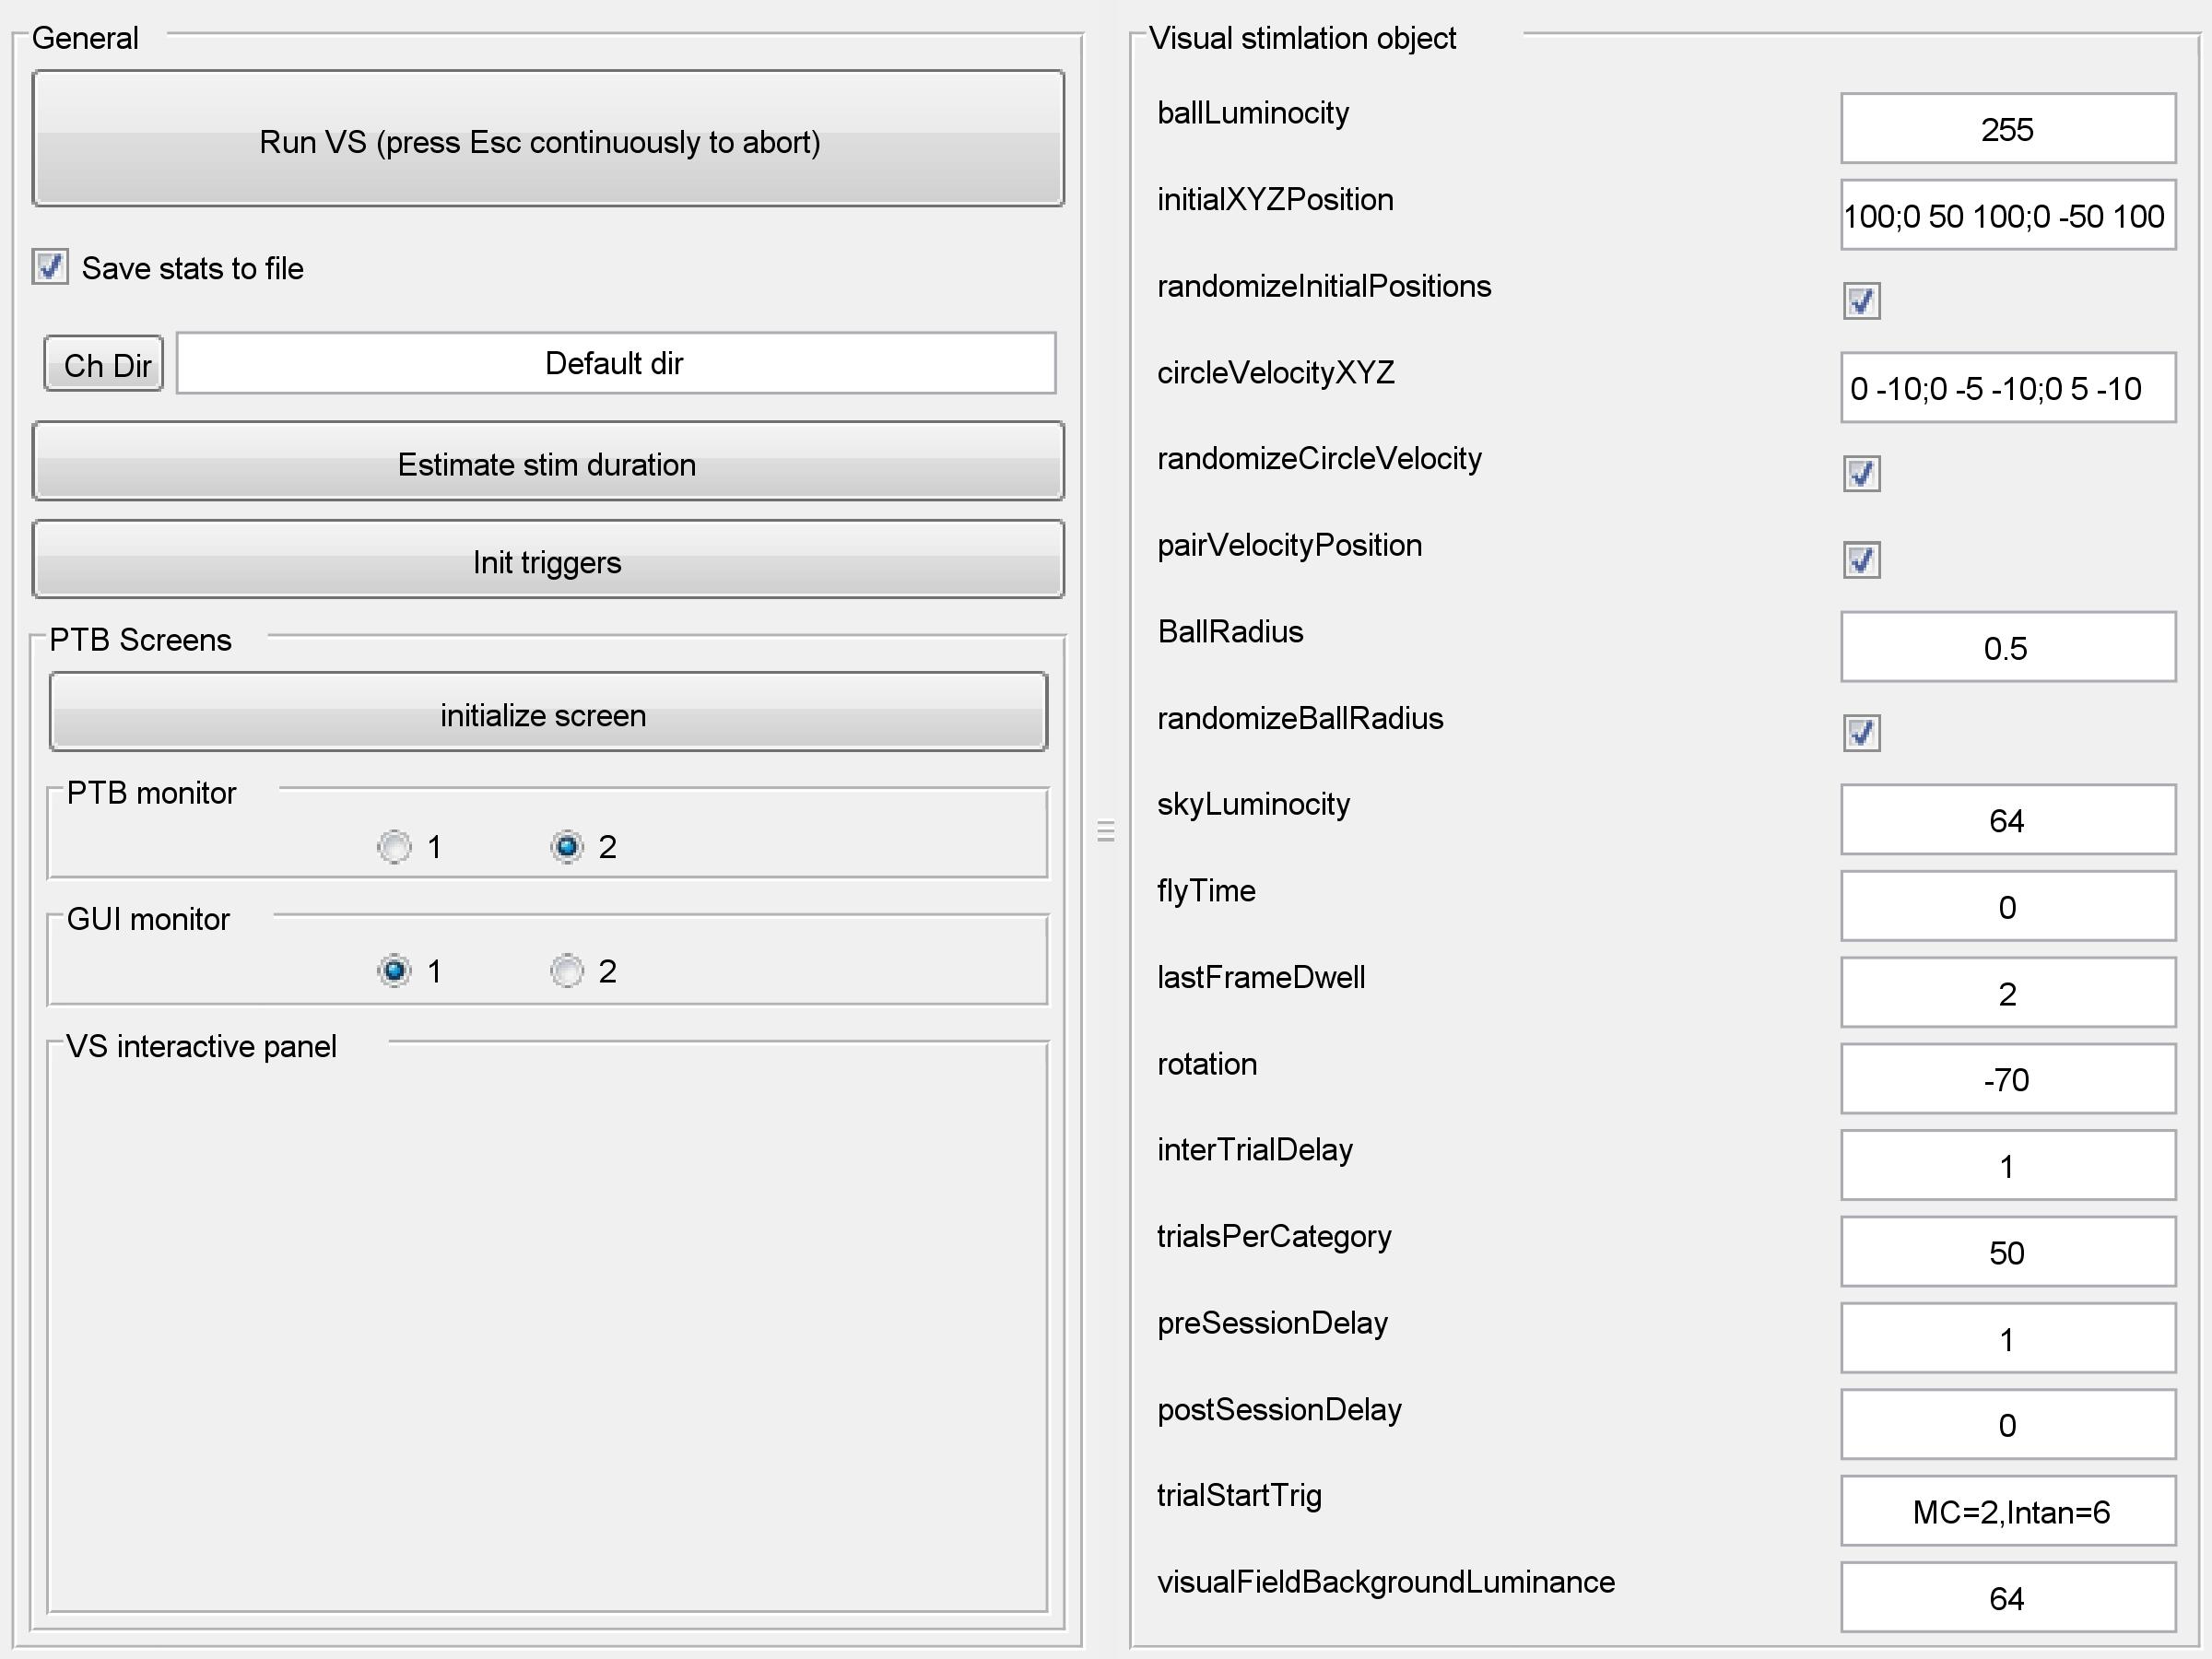 General
Run VS (press Esc continuously to abort)
Save stats to file
Ch Dir Default dir
Estimate stim duration
Init triggers
PTB Screens
initialize screen
PTB monitor
1 2
GUI monitor
1 2
VS interactive panel
Visual stimlation object
ballLuminocity 255
initialXYZPosition 100;0 50 100;0 -50 100
randomizeInitialPositions
circleVelocityXYZ 0 -10;0 -5 -10;0 5 -10
randomizeCircleVelocity
pairVelocityPosition
BallRadius 0.5
randomizeBallRadius
skyLuminocity 64
flyTime 0
lastFrameDwell 2
rotation -70
interTrialDelay 1
trialsPerCategory 50
preSessionDelay 1
postSessionDelay 0
trialStartTrig MC=2,Intan=6
visualFieldBackgroundLuminance 64